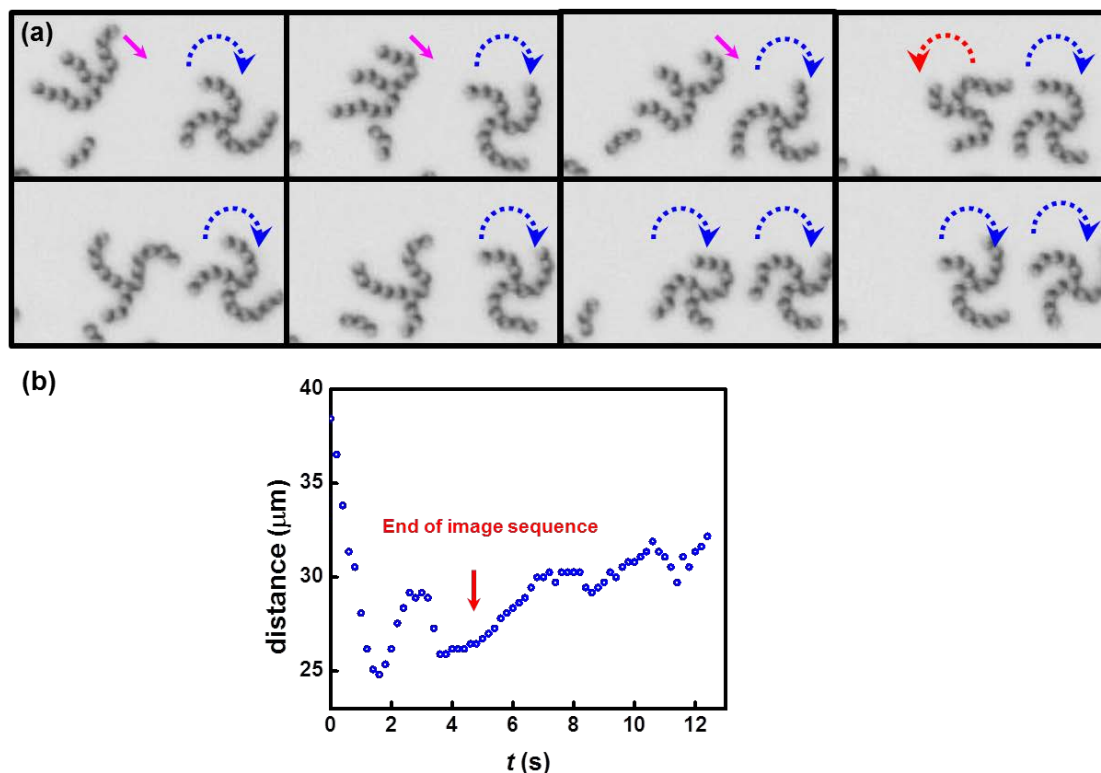 (a)
(b)
40
35
30
25
distance (μm)
End of image sequence
0 2 4 6 8 10 12
t (s)